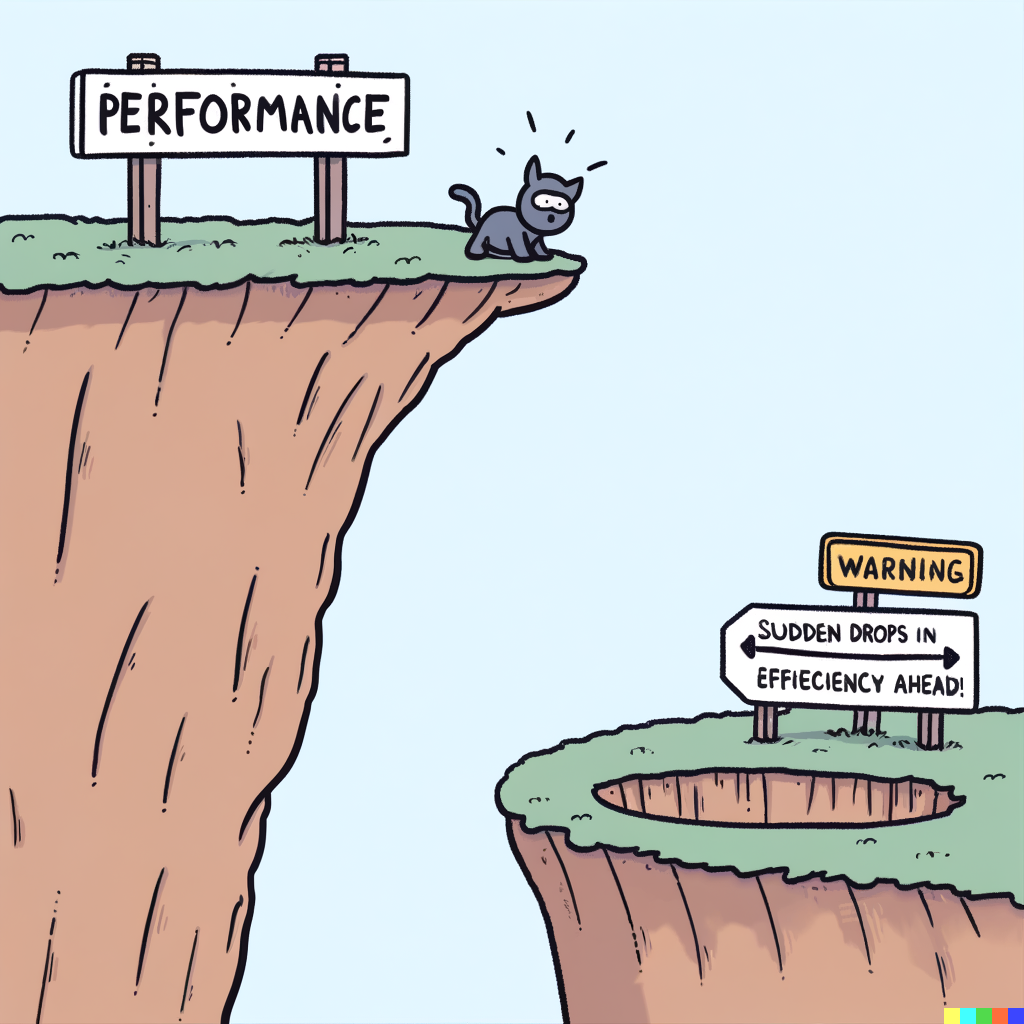 PERFORMANCE
WARNING
SUDDEN DROPS IN
EFFIECIENCY AHEAD!